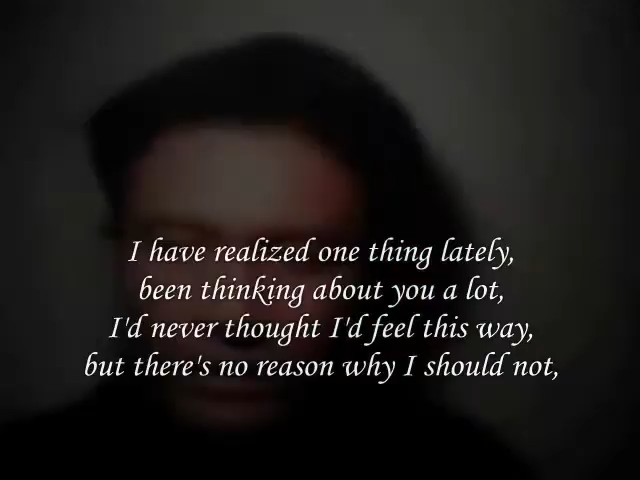 I have realized one thing lately,
been thinking about you a lot,
I'd never thought I'd feel this way,
but there's no reason why I should not,